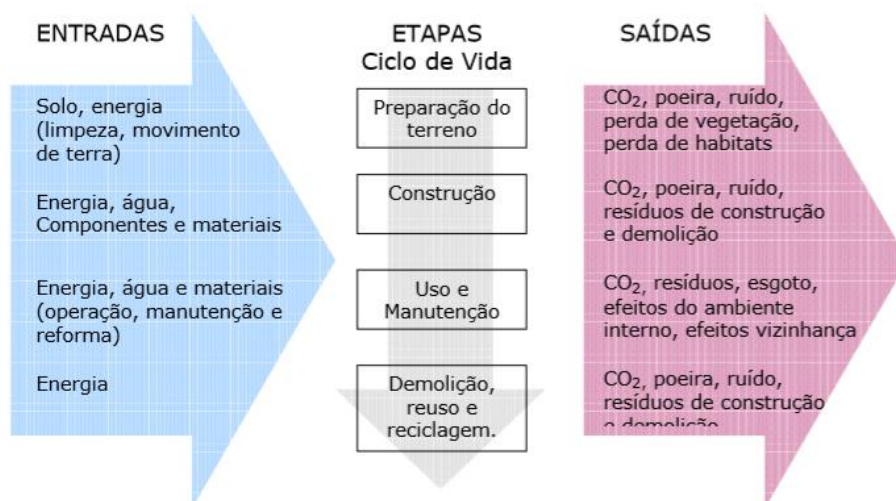 ENTRADAS
Solo, energia
(limpeza, movimento
de terra)
Energia, água,
Componentes e materiais
Energia, água e materiais
(operação, manutenção e
reforma)
Energia
ETAPAS
Ciclo de Vida
Preparação do
terreno
Construção
Uso e
Manutenção
Demolição,
reuso e
reciclagem.
SAÍDAS
CO₂, poeira, ruído,
perda de vegetação,
perda de habitats
CO₂, poeira, ruído,
resíduos de construção
e demolição
CO₂, resíduos, esgoto,
efeitos do ambiente
interno, efeitos vizinhança
CO₂, poeira, ruído,
resíduos de construção
e demolição